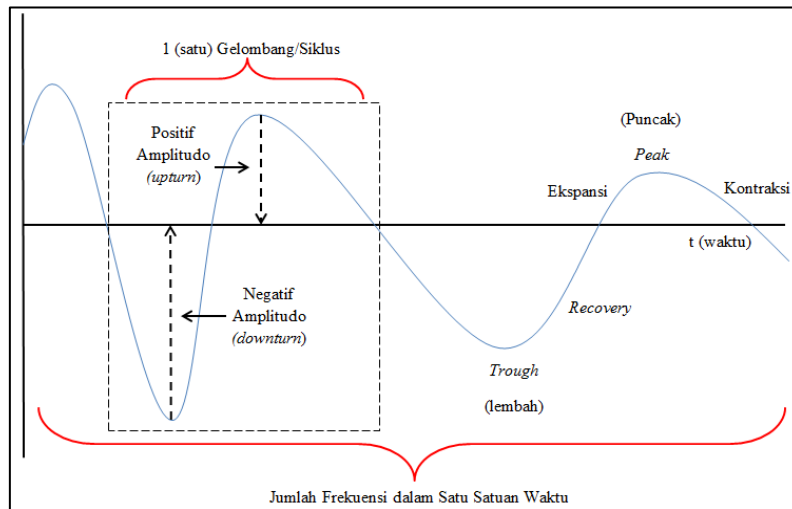 1 (satu) Gelombang/Siklus
Positif
Amplitudo
(upturn)
(Puncak)
Peak
Ekspansi
Kontraksi
t (waktu)
Negatif
Amplitudo
(downturn)
Recovery
Trough
(lembah)
Jumlah Frekuensi dalam Satu Satuan Waktu